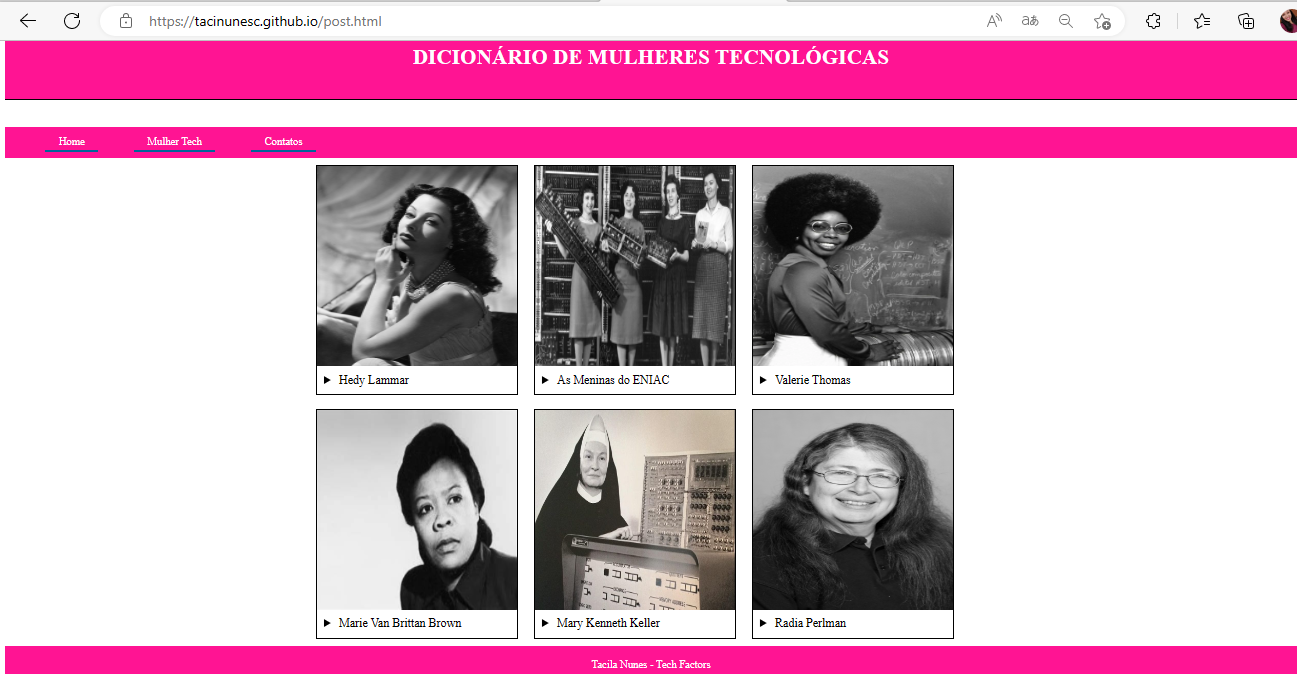 https://tacinunesc.github.io/post.html
DICIONÁRIO DE MULHERES TECNOLÓGICAS
Home Mulher Tech Contatos
Hedy Lammar As Meninas do ENIAC Valerie Thomas
Marie Van Brittan Brown Mary Kenneth Keller Radia Perlman
Tacila Nunes - Tech Factors